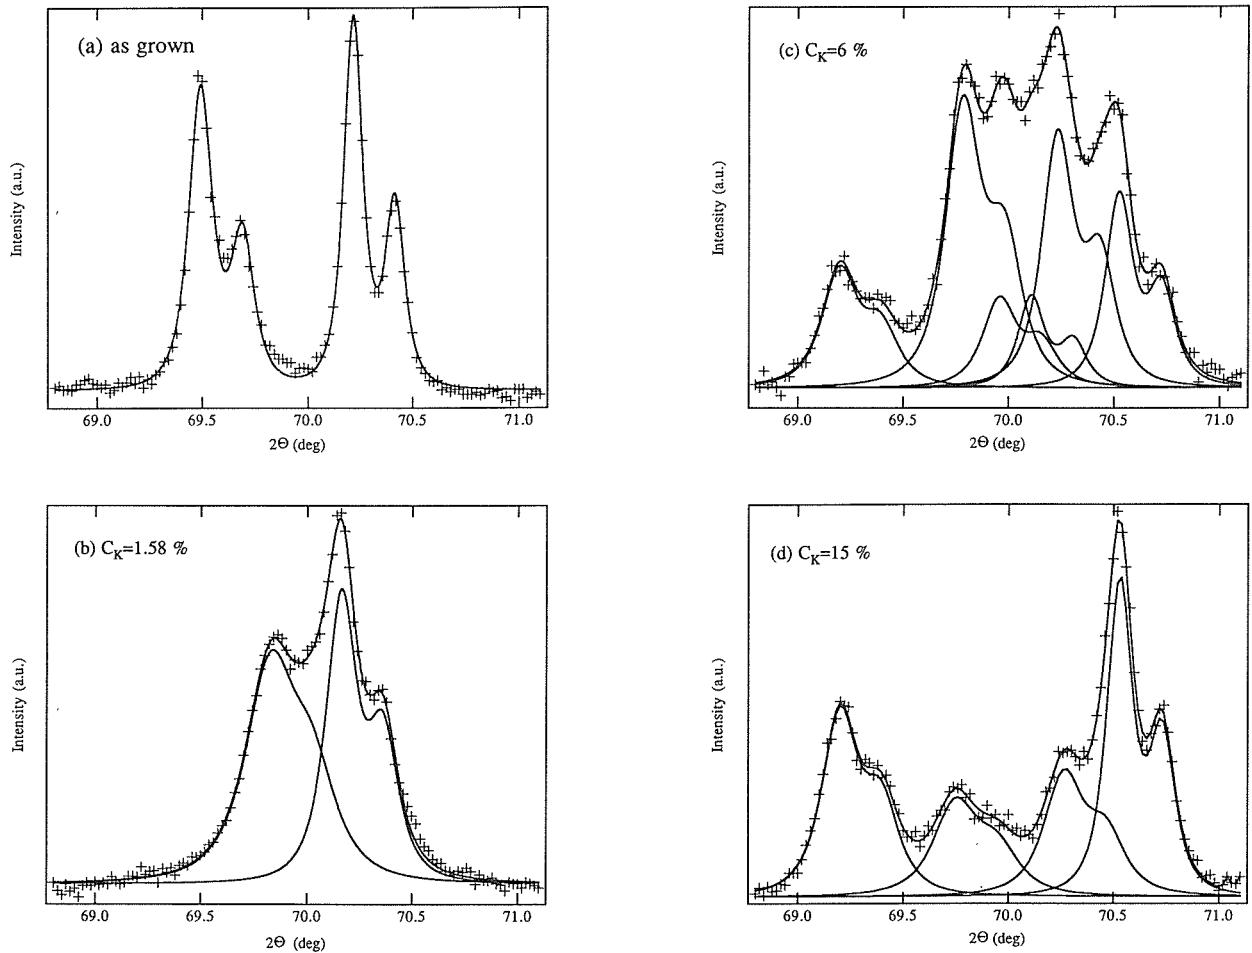 (a) as grown
Intensity (a.u.)
69.0 69.5 70.0 70.5 71.0
2Θ (deg)
(c) C_K=6 %
Intensity (a.u.)
69.0 69.5 70.0 70.5 71.0
2Θ (deg)
(b) C_K=1.58 %
Intensity (a.u.)
69.0 69.5 70.0 70.5 71.0
2Θ (deg)
(d) C_K=15 %
Intensity (a.u.)
69.0 69.5 70.0 70.5 71.0
2Θ (deg)